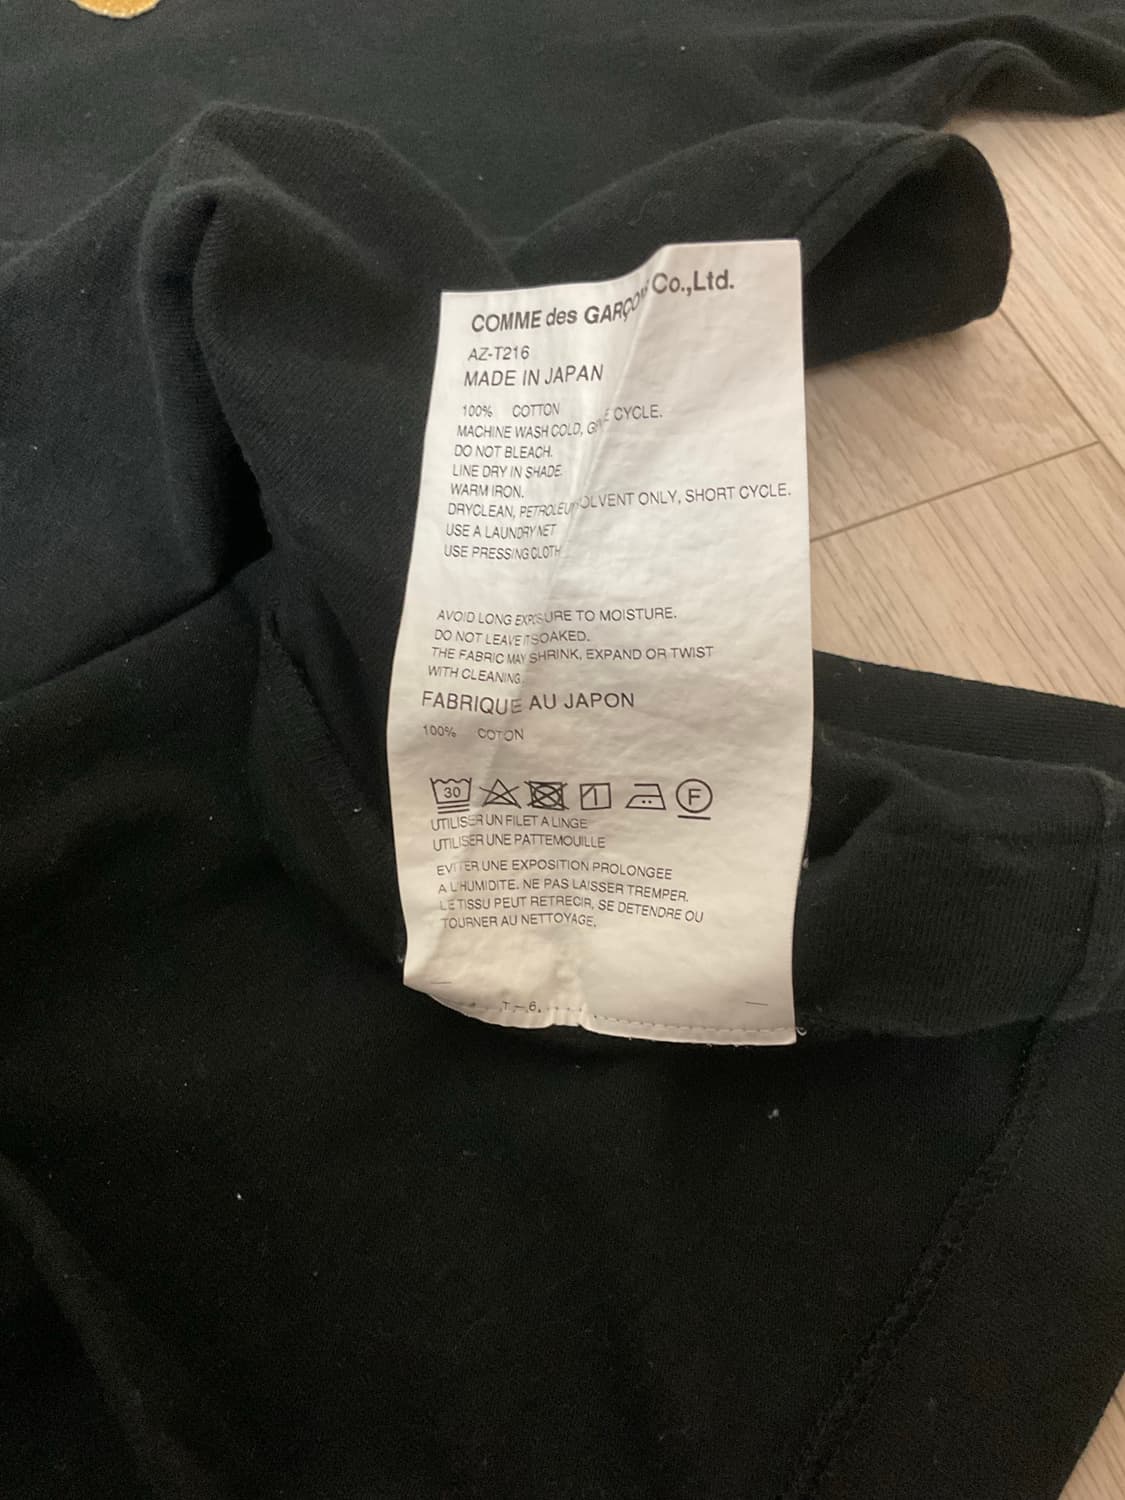 COMME des GARÇONS Co.,Ltd.
AZ-T216
MADE IN JAPAN
100% COTTON
MACHINE WASH COLD, CYCLE.
DO NOT BLEACH.
LINE DRY IN SHADE.
WARM IRON.
DRYCLEAN, PETROLEUM SOLVENT ONLY, SHORT CYCLE.
USE A LAUNDRY NET
USE PRESSING CLOTH
AVOID LONG EXPOSURE TO MOISTURE.
DO NOT LEAVE IT SOAKED.
THE FABRIC MAY SHRINK, EXPAND OR TWIST
WITH CLEANING.
FABRIQUE AU JAPON
100% COTON
30 F
UTILISER UN FILET A LINGE
UTILISER UNE PATTEMOUILLE
EVITER UNE EXPOSITION PROLONGEE
A L'HUMIDITE. NE PAS LAISSER TREMPER.
LE TISSU PEUT RETRECIR, SE DETENDRE OU
TOURNER AU NETTOYAGE.
T-6.